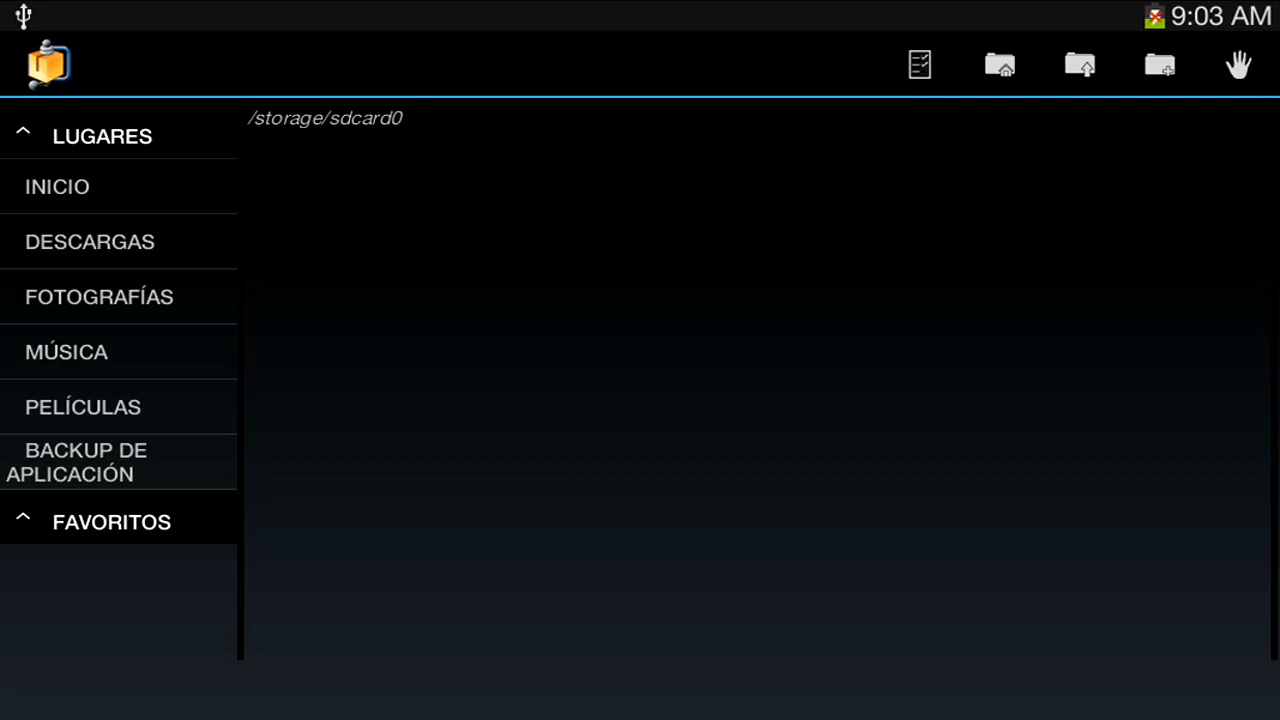 9:03 AM
/storage/sdcard0
LUGARES
INICIO
DESCARGAS
FOTOGRAFÍAS
MÚSICA
PELÍCULAS
BACKUP DE
APLICACIÓN
FAVORITOS